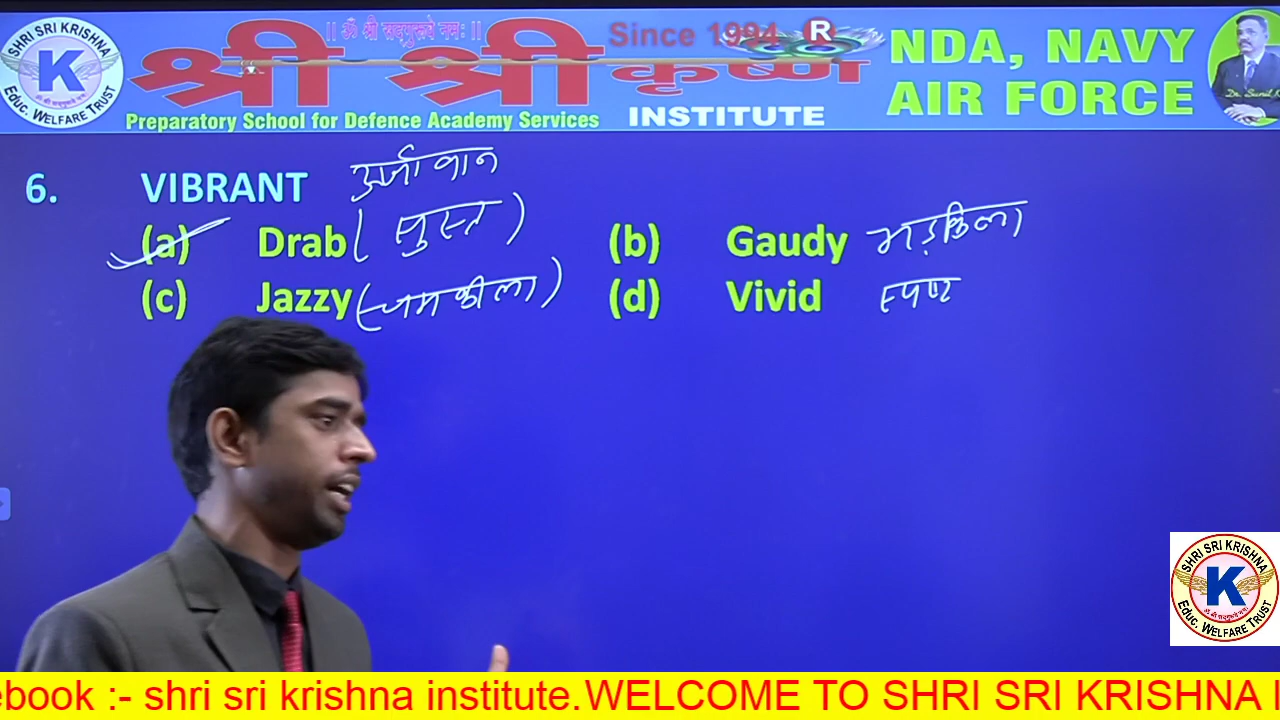 || ॐ श्री सदगुरुवे नमः ||
SHRI SRI KRISHNA
K
Educ. WELFARE TRUST
श्री श्री कृष्णा
Since 1994
R
INSTITUTE
Preparatory School for Defence Academy Services
NDA, NAVY
AIR FORCE
6. VIBRANT उर्जावान
(a) Drab (सुस्त) (b) Gaudy भड़किला
(c) Jazzy (चमकीला) (d) Vivid स्पष्ट
SHRI SRI KRISHNA
K
Educ. WELFARE TRUST
ebook :- shri sri krishna institute.WELCOME TO SHRI SRI KRISHNA I